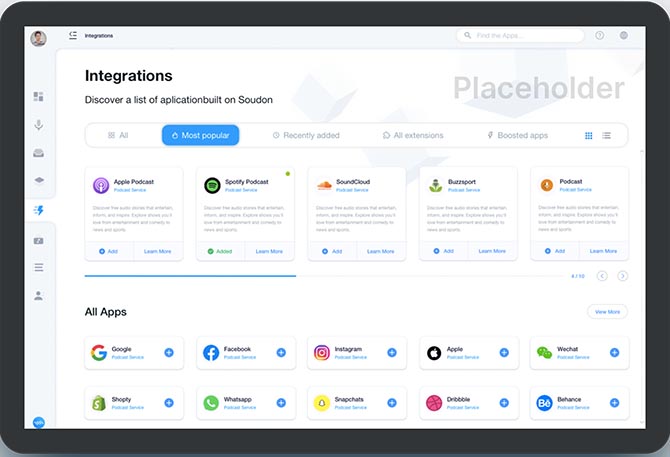 Integrations
Find the Apps...
Integrations
Placeholder
Discover a list of aplicationbuilt on Soudon
All
Most popular
Recently added
All extensions
Boosted apps
Apple Podcast
Podcast Service
Discover free audio stories that entertain,
inform, and inspire. Explore shows you'll
love from entertainment and comedy to
news and sports.
Add
Learn More
Spotify Podcast
Podcast Service
Discover free audio stories that entertain,
inform, and inspire. Explore shows you'll
love from entertainment and comedy to
news and sports.
Added
Learn More
SoundCloud
Podcast Service
Discover free audio stories that entertain,
inform, and inspire. Explore shows you'll
love from entertainment and comedy to
news and sports.
Add
Learn More
Buzzsport
Podcast Service
Discover free audio stories that entertain,
inform, and inspire. Explore shows you'll
love from entertainment and comedy to
news and sports.
Add
Learn More
Podcast
Podcast Service
Discover free audio stories that entertain,
inform, and inspire. Explore shows you'll
love from entertainment and comedy to
news and sports.
Add
Learn More
4 / 10
All Apps
View More
Google
Podcast Service
Facebook
Podcast Service
Instagram
Podcast Service
Apple
Podcast Service
Wechat
Podcast Service
Shopty
Podcast Service
Whatsapp
Podcast Service
Snapchats
Podcast Service
Dribbble
Podcast Service
Behance
Podcast Service